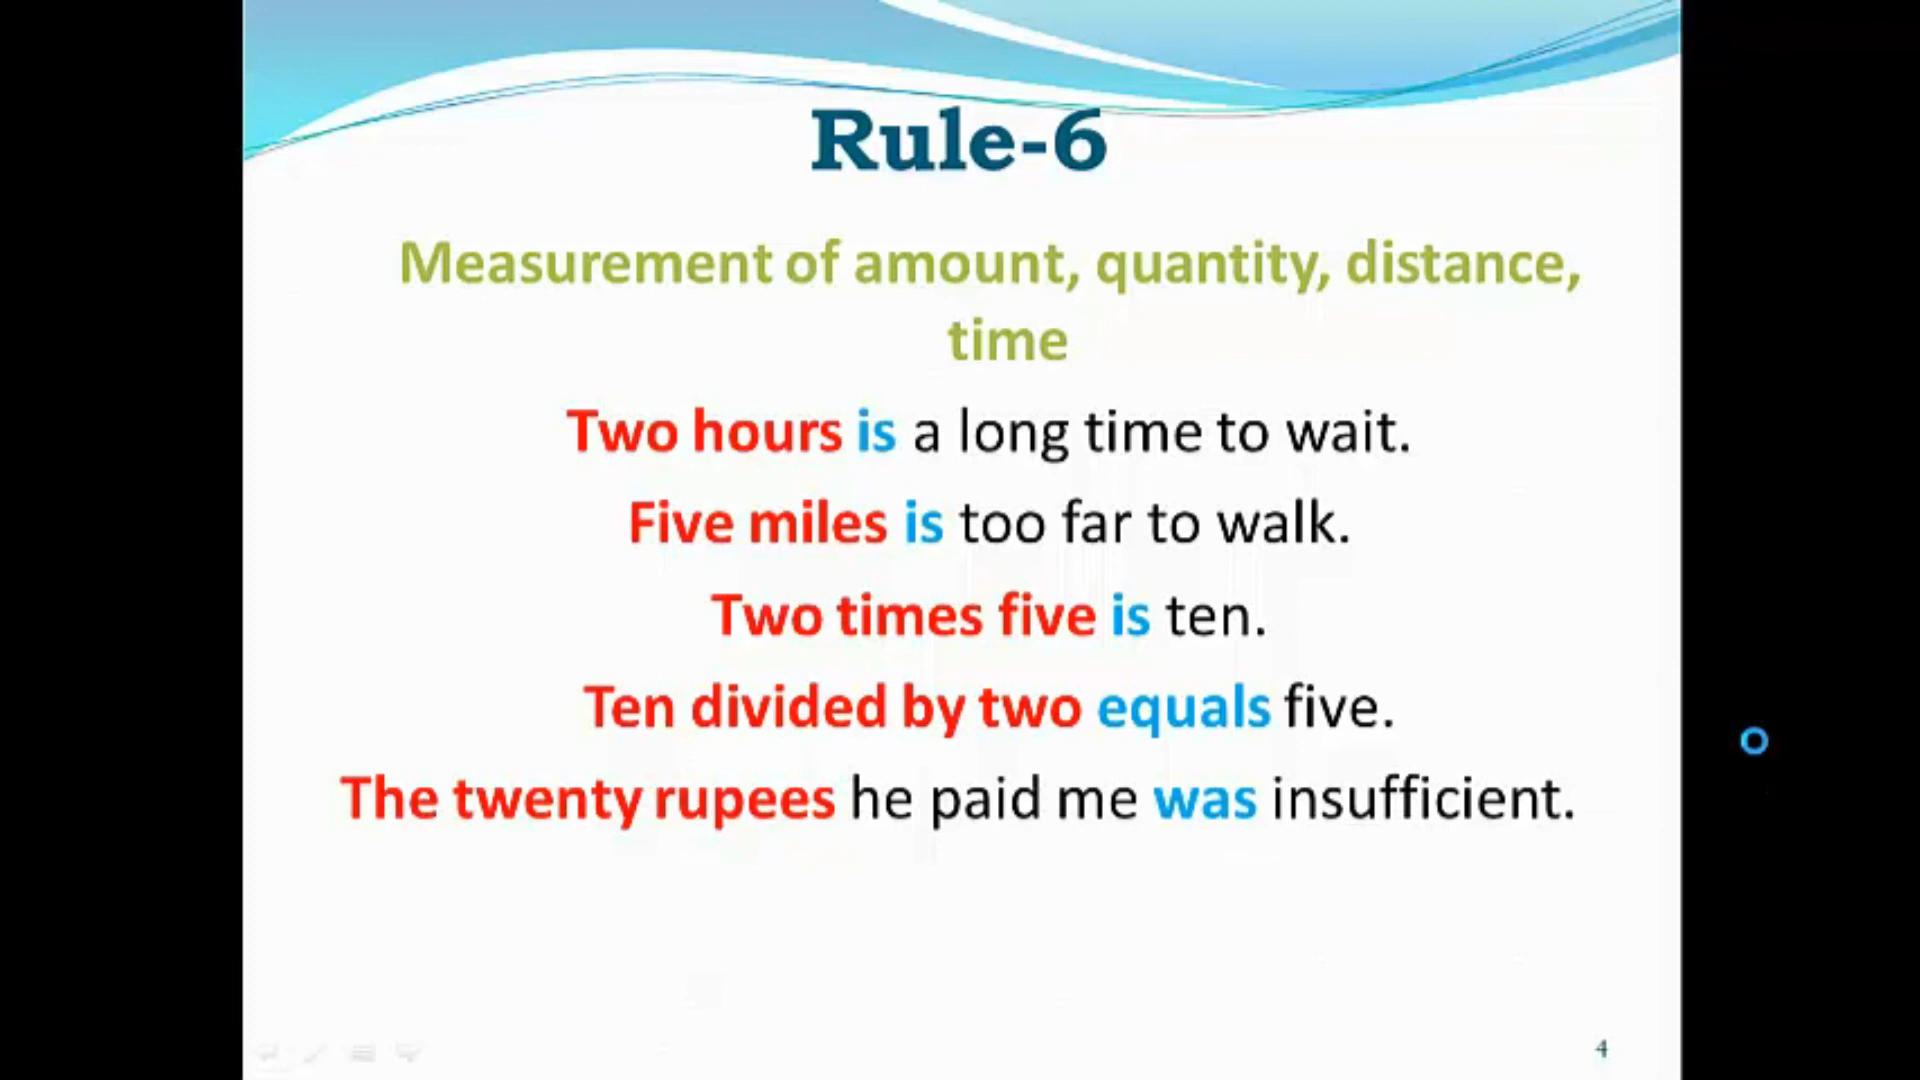 Rule-6
Measurement of amount, quantity, distance,
time
Two hours is a long time to wait.
Five miles is too far to walk.
Two times five is ten.
Ten divided by two equals five.
The twenty rupees he paid me was insufficient.
4